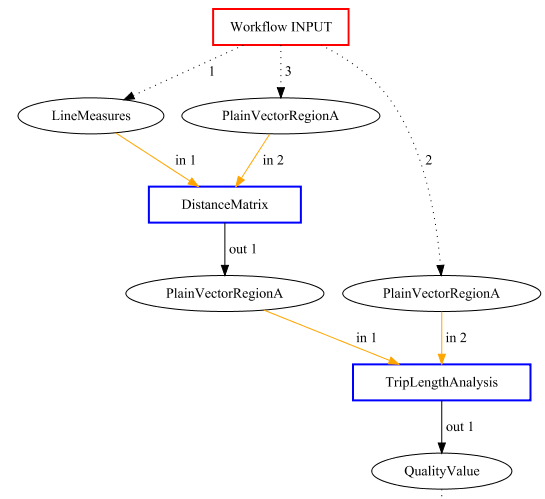 Workflow INPUT
1
3
LineMeasures
PlainVectorRegionA
2
in 1
in 2
DistanceMatrix
out 1
PlainVectorRegionA
PlainVectorRegionA
in 1
in 2
TripLengthAnalysis
out 1
QualityValue